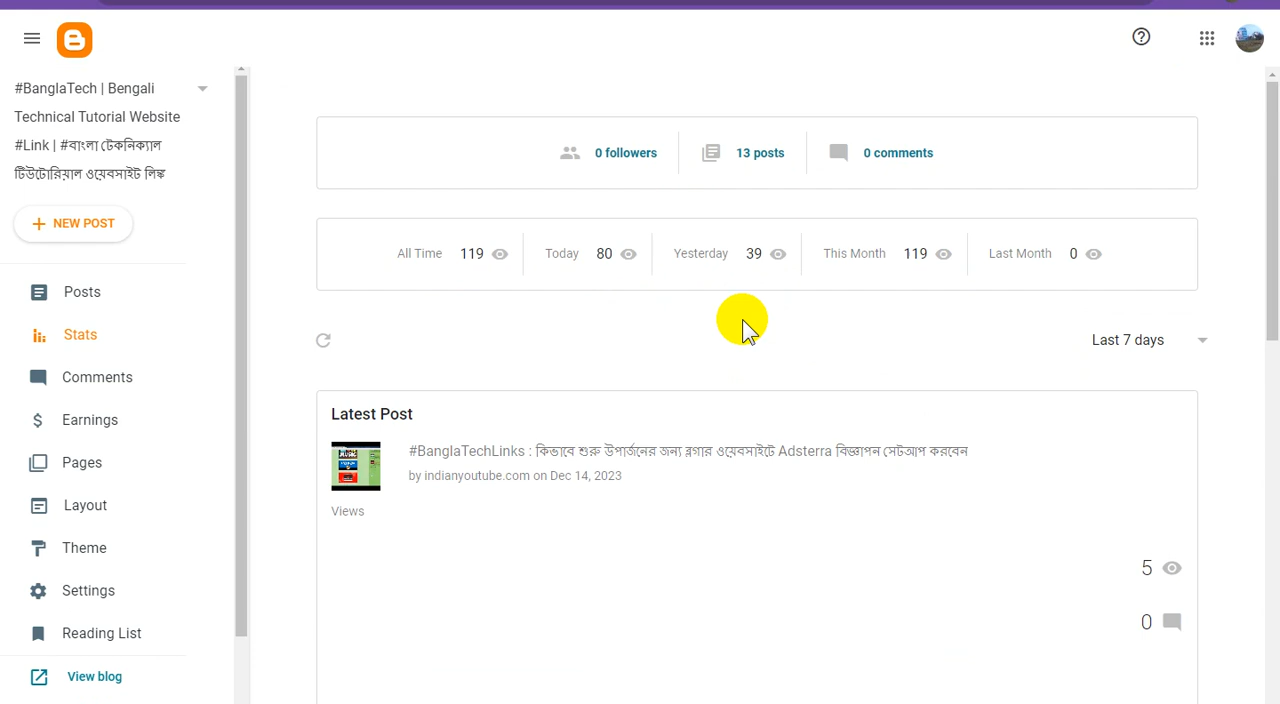 #BanglaTech | Bengali
Technical Tutorial Website
#Link | #বাংলা টেকনিক্যাল
টিউটোরিয়াল ওয়েবসাইট লিঙ্ক
NEW POST
Posts
Stats
Comments
Earnings
Pages
Layout
Theme
Settings
Reading List
View blog
0 followers
13 posts
0 comments
All Time 119
Today 80
Yesterday 39
This Month 119
Last Month 0
Last 7 days
Latest Post
#BanglaTechLinks : কিভাবে শুরু উপার্জনের জন্য ব্লগার ওয়েবসাইটে Adsterra বিজ্ঞাপন সেটআপ করবেন
by indianyoutube.com on Dec 14, 2023
Views
5
0